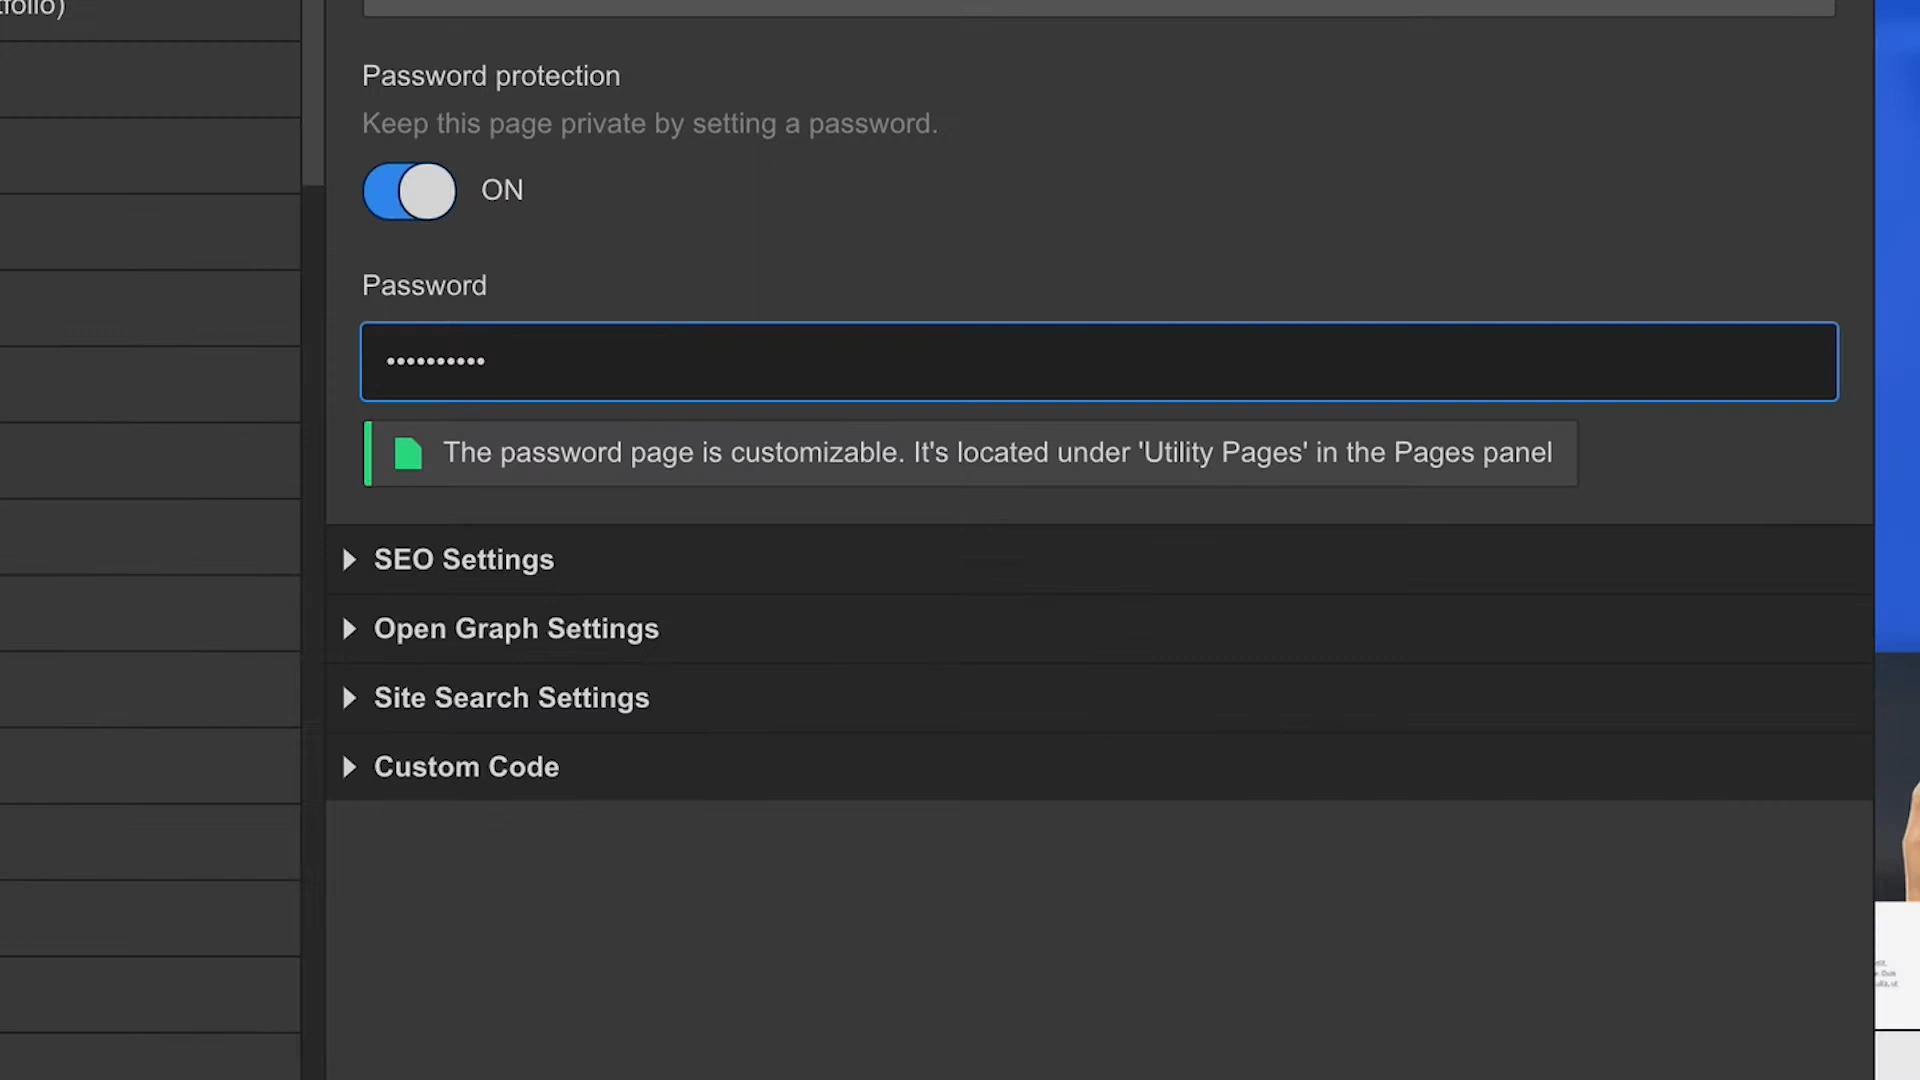 Password protection
Keep this page private by setting a password.
ON
Password
••••••••••
The password page is customizable. It's located under 'Utility Pages' in the Pages panel
SEO Settings
Open Graph Settings
Site Search Settings
Custom Code